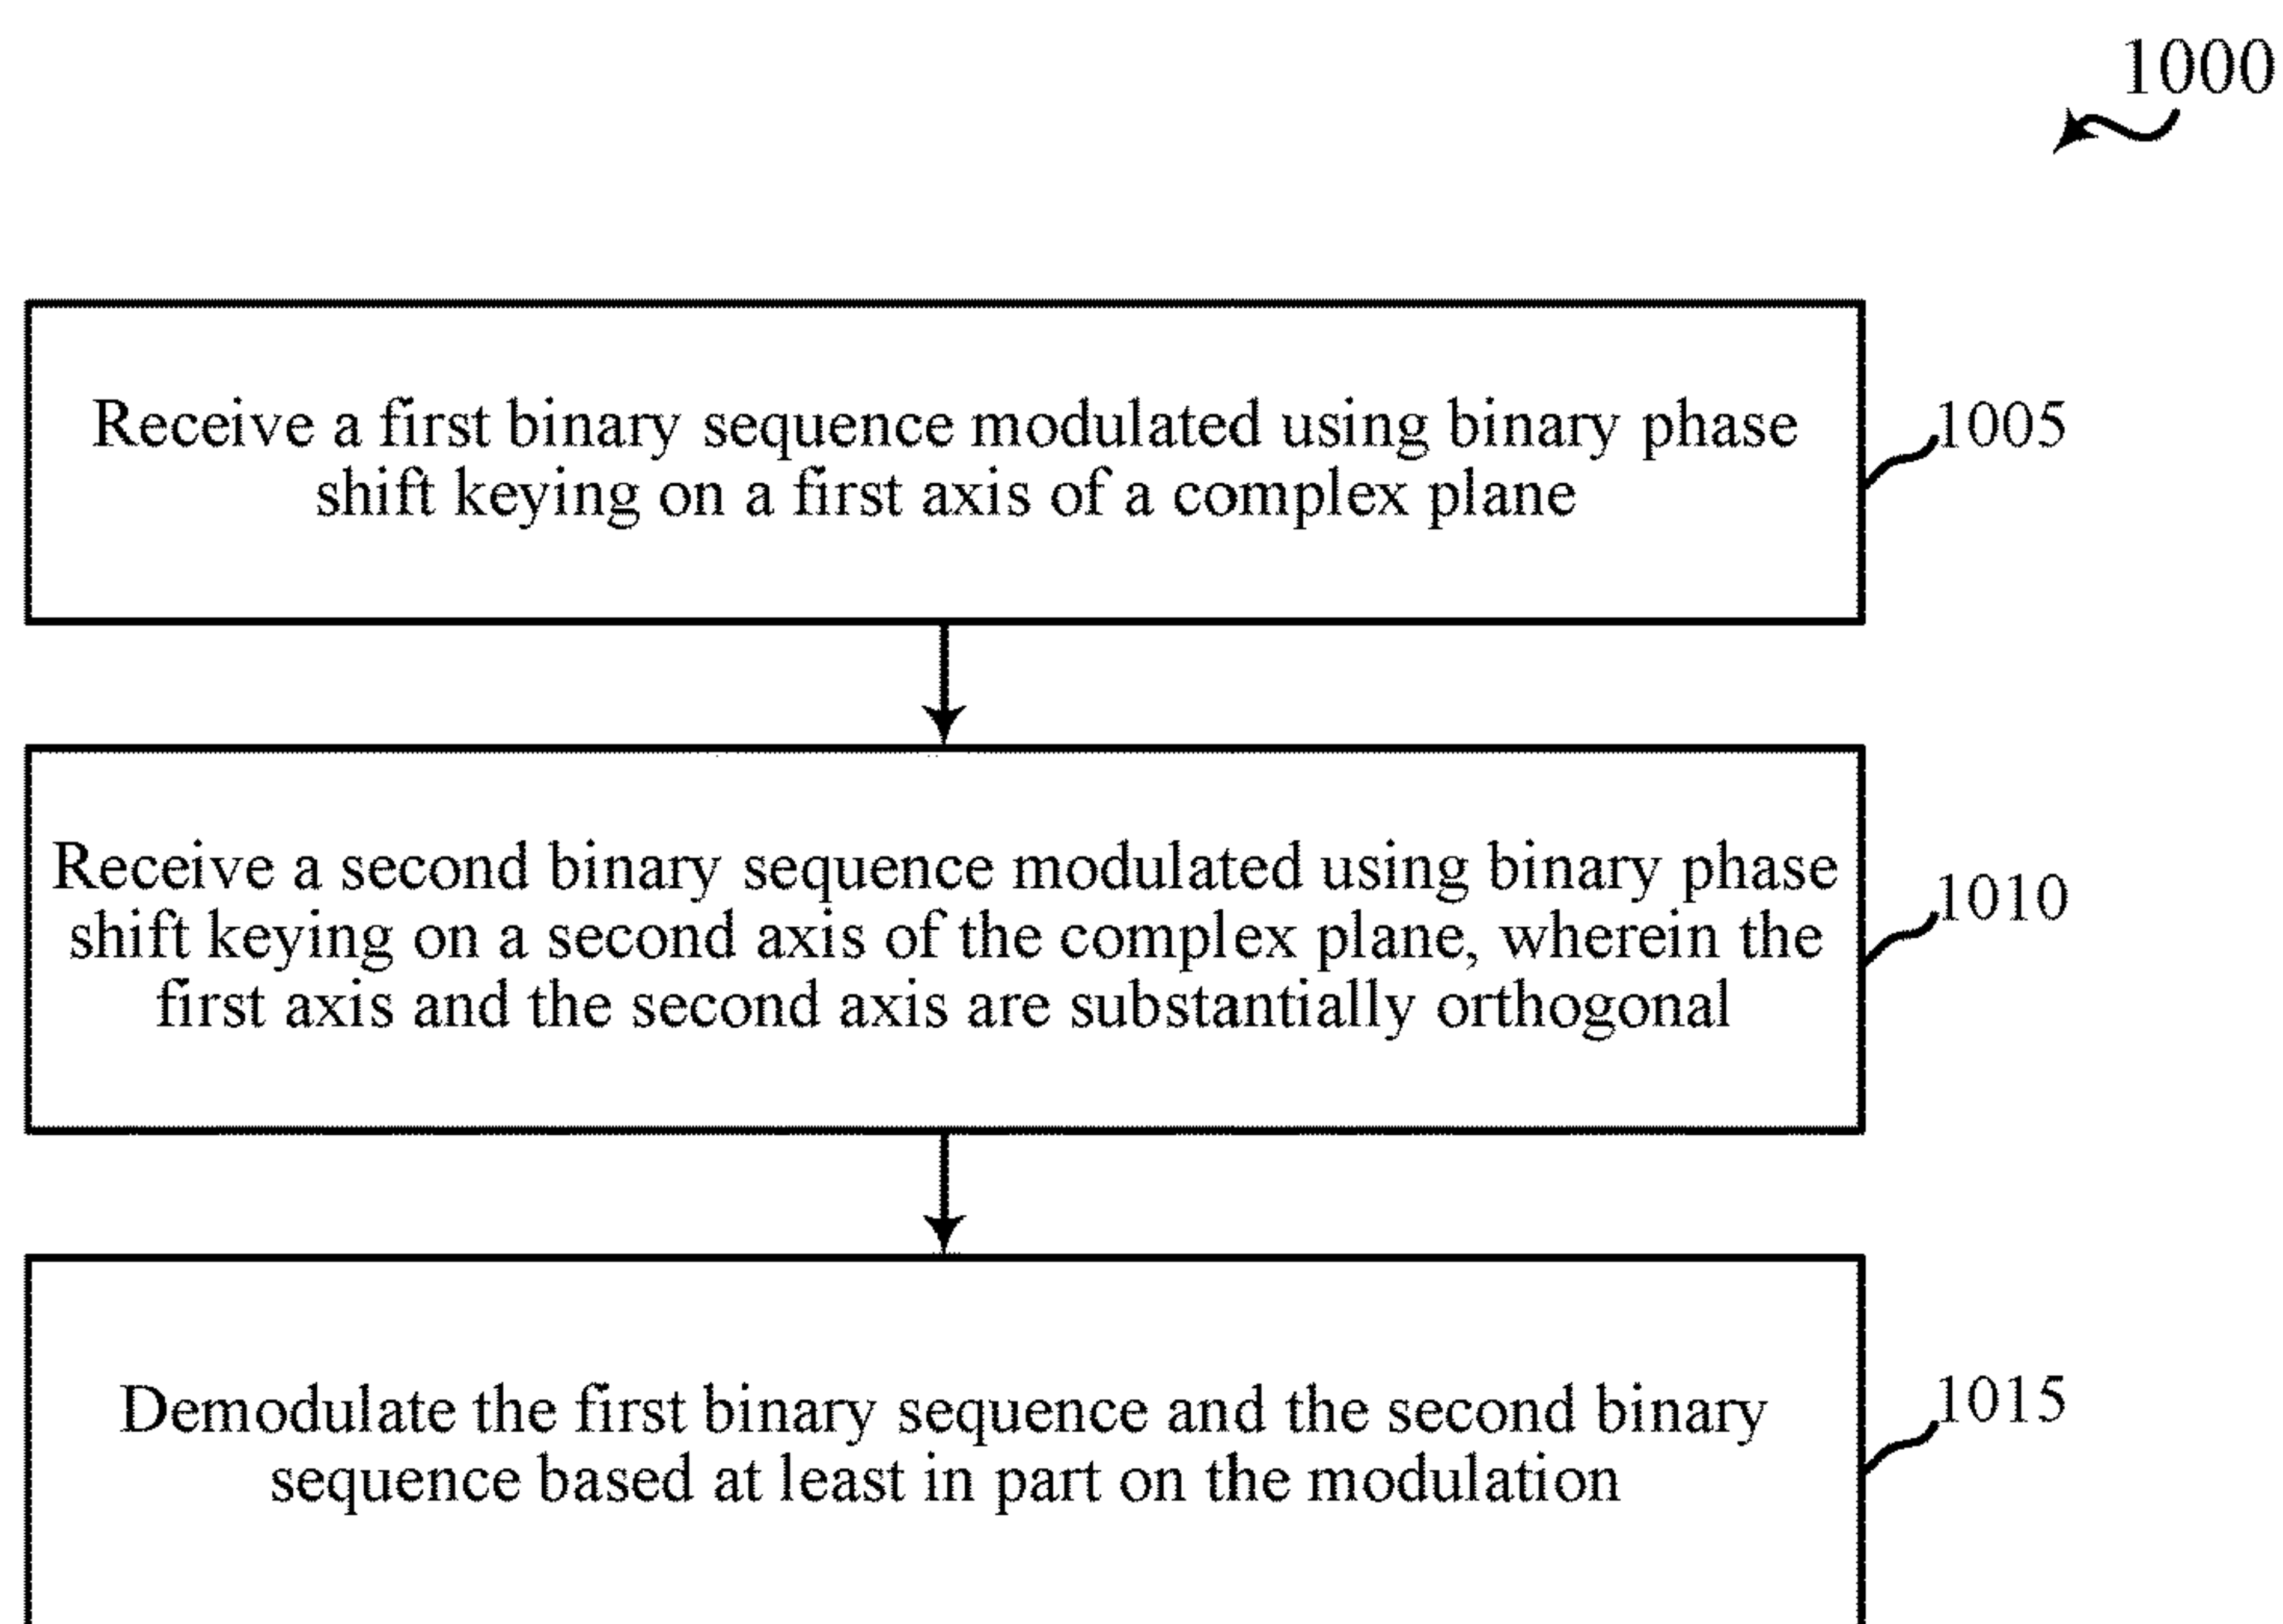 1000
Receive a first binary sequence modulated using binary phase
shift keying on a first axis of a complex plane
1005
Receive a second binary sequence modulated using binary phase
shift keying on a second axis of the complex plane, wherein the
first axis and the second axis are substantially orthogonal
1010
Demodulate the first binary sequence and the second binary
sequence based at least in part on the modulation
1015